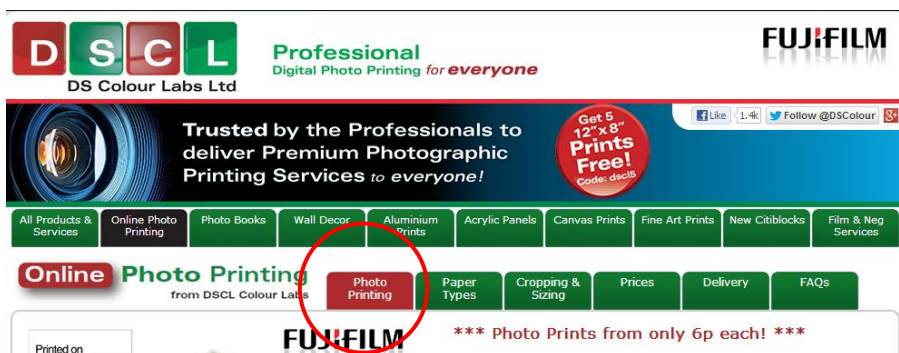 D S C L
DS Colour Labs Ltd
Professional
Digital Photo Printing for everyone
FUJIFILM
Trusted by the Professionals to
deliver Premium Photographic
Printing Services to everyone!
Get 5
12"x8"
Prints
Free!
Code: dscl5
Like 1.4k Follow @DSColour 8+
All Products &
Services
Online Photo
Printing
Photo Books
Wall Decor
Aluminium
Prints
Acrylic Panels
Canvas Prints
Fine Art Prints
New Citiblocks
Film & Neg
Services
Online Photo Printing
from DSCL Colour Labs
Photo
Printing
Paper
Types
Cropping &
Sizing
Prices
Delivery
FAQs
Printed on
FUJIFILM
*** Photo Prints from only 6p each! ***